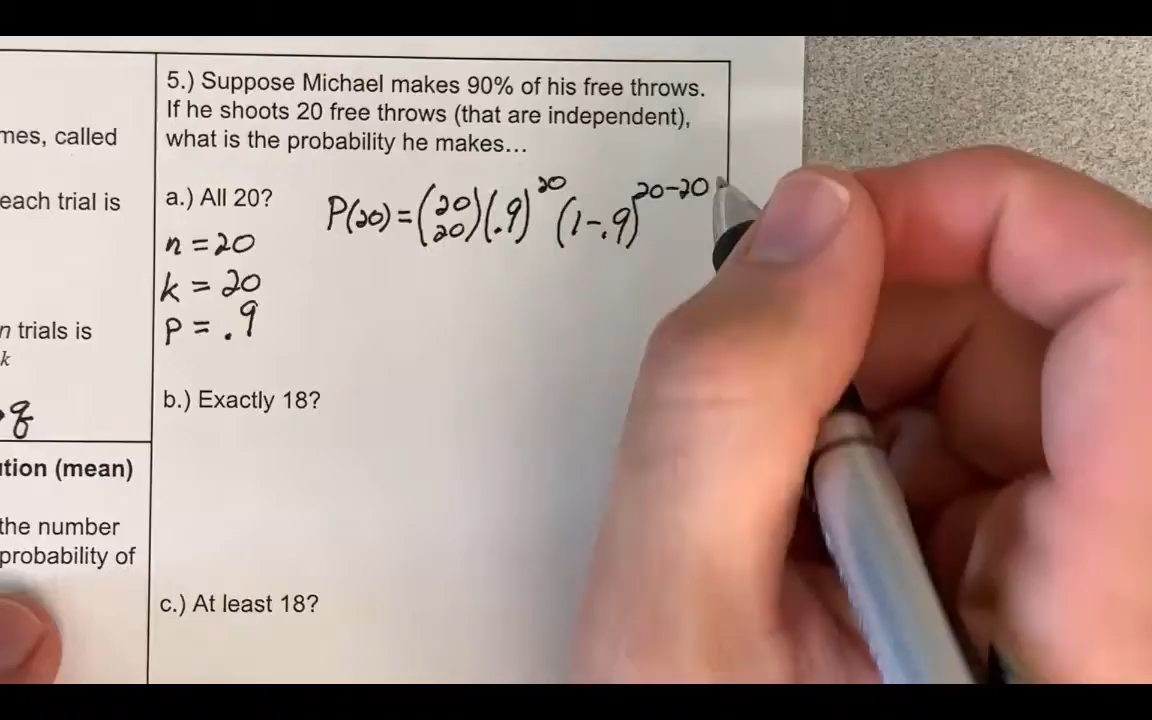 mes, called
each trial is
n trials is
k
q
tion (mean)
the number
probability of
5.) Suppose Michael makes 90% of his free throws.
If he shoots 20 free throws (that are independent),
what is the probability he makes...
a.) All 20?
P(20) = (20 20)(.9)^20 (1-.9)^20-20
n = 20
k = 20
p = .9
b.) Exactly 18?
c.) At least 18?